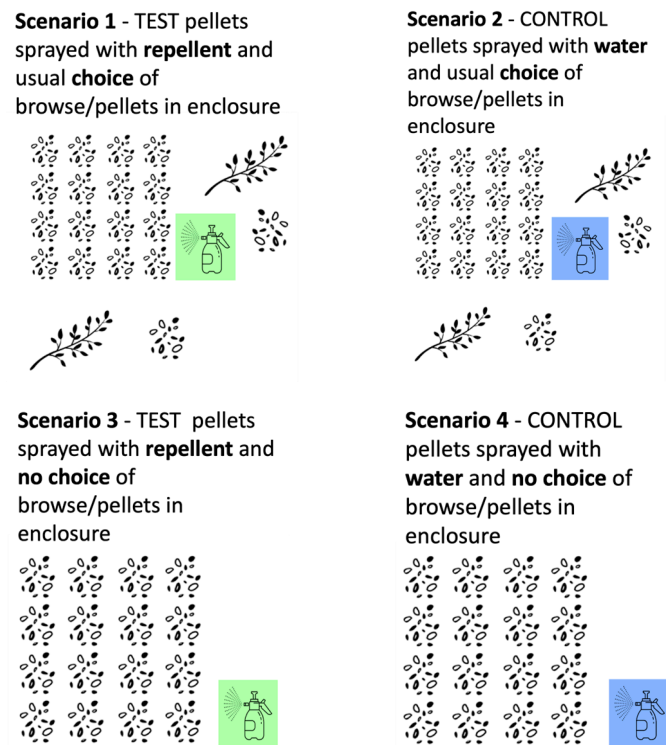 Scenario 1 - TEST pellets
sprayed with repellent and
usual choice of
browse/pellets in enclosure
Scenario 2 - CONTROL
pellets sprayed with water
and usual choice of
browse/pellets in
enclosure
Scenario 3 - TEST pellets
sprayed with repellent and
no choice of
browse/pellets in
enclosure
Scenario 4 - CONTROL
pellets sprayed with
water and no choice of
browse/pellets in
enclosure